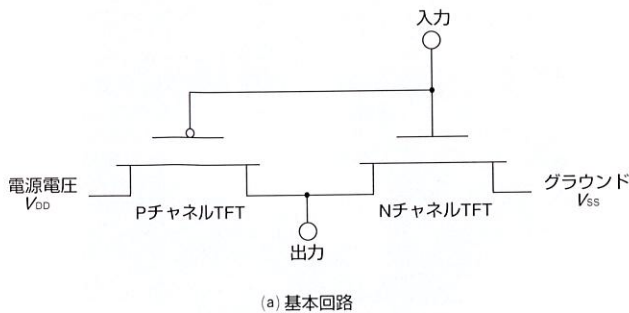 入力
電源電圧
VDD
PチャネルTFT
NチャネルTFT
グラウンド
VSS
出力
(a) 基本回路